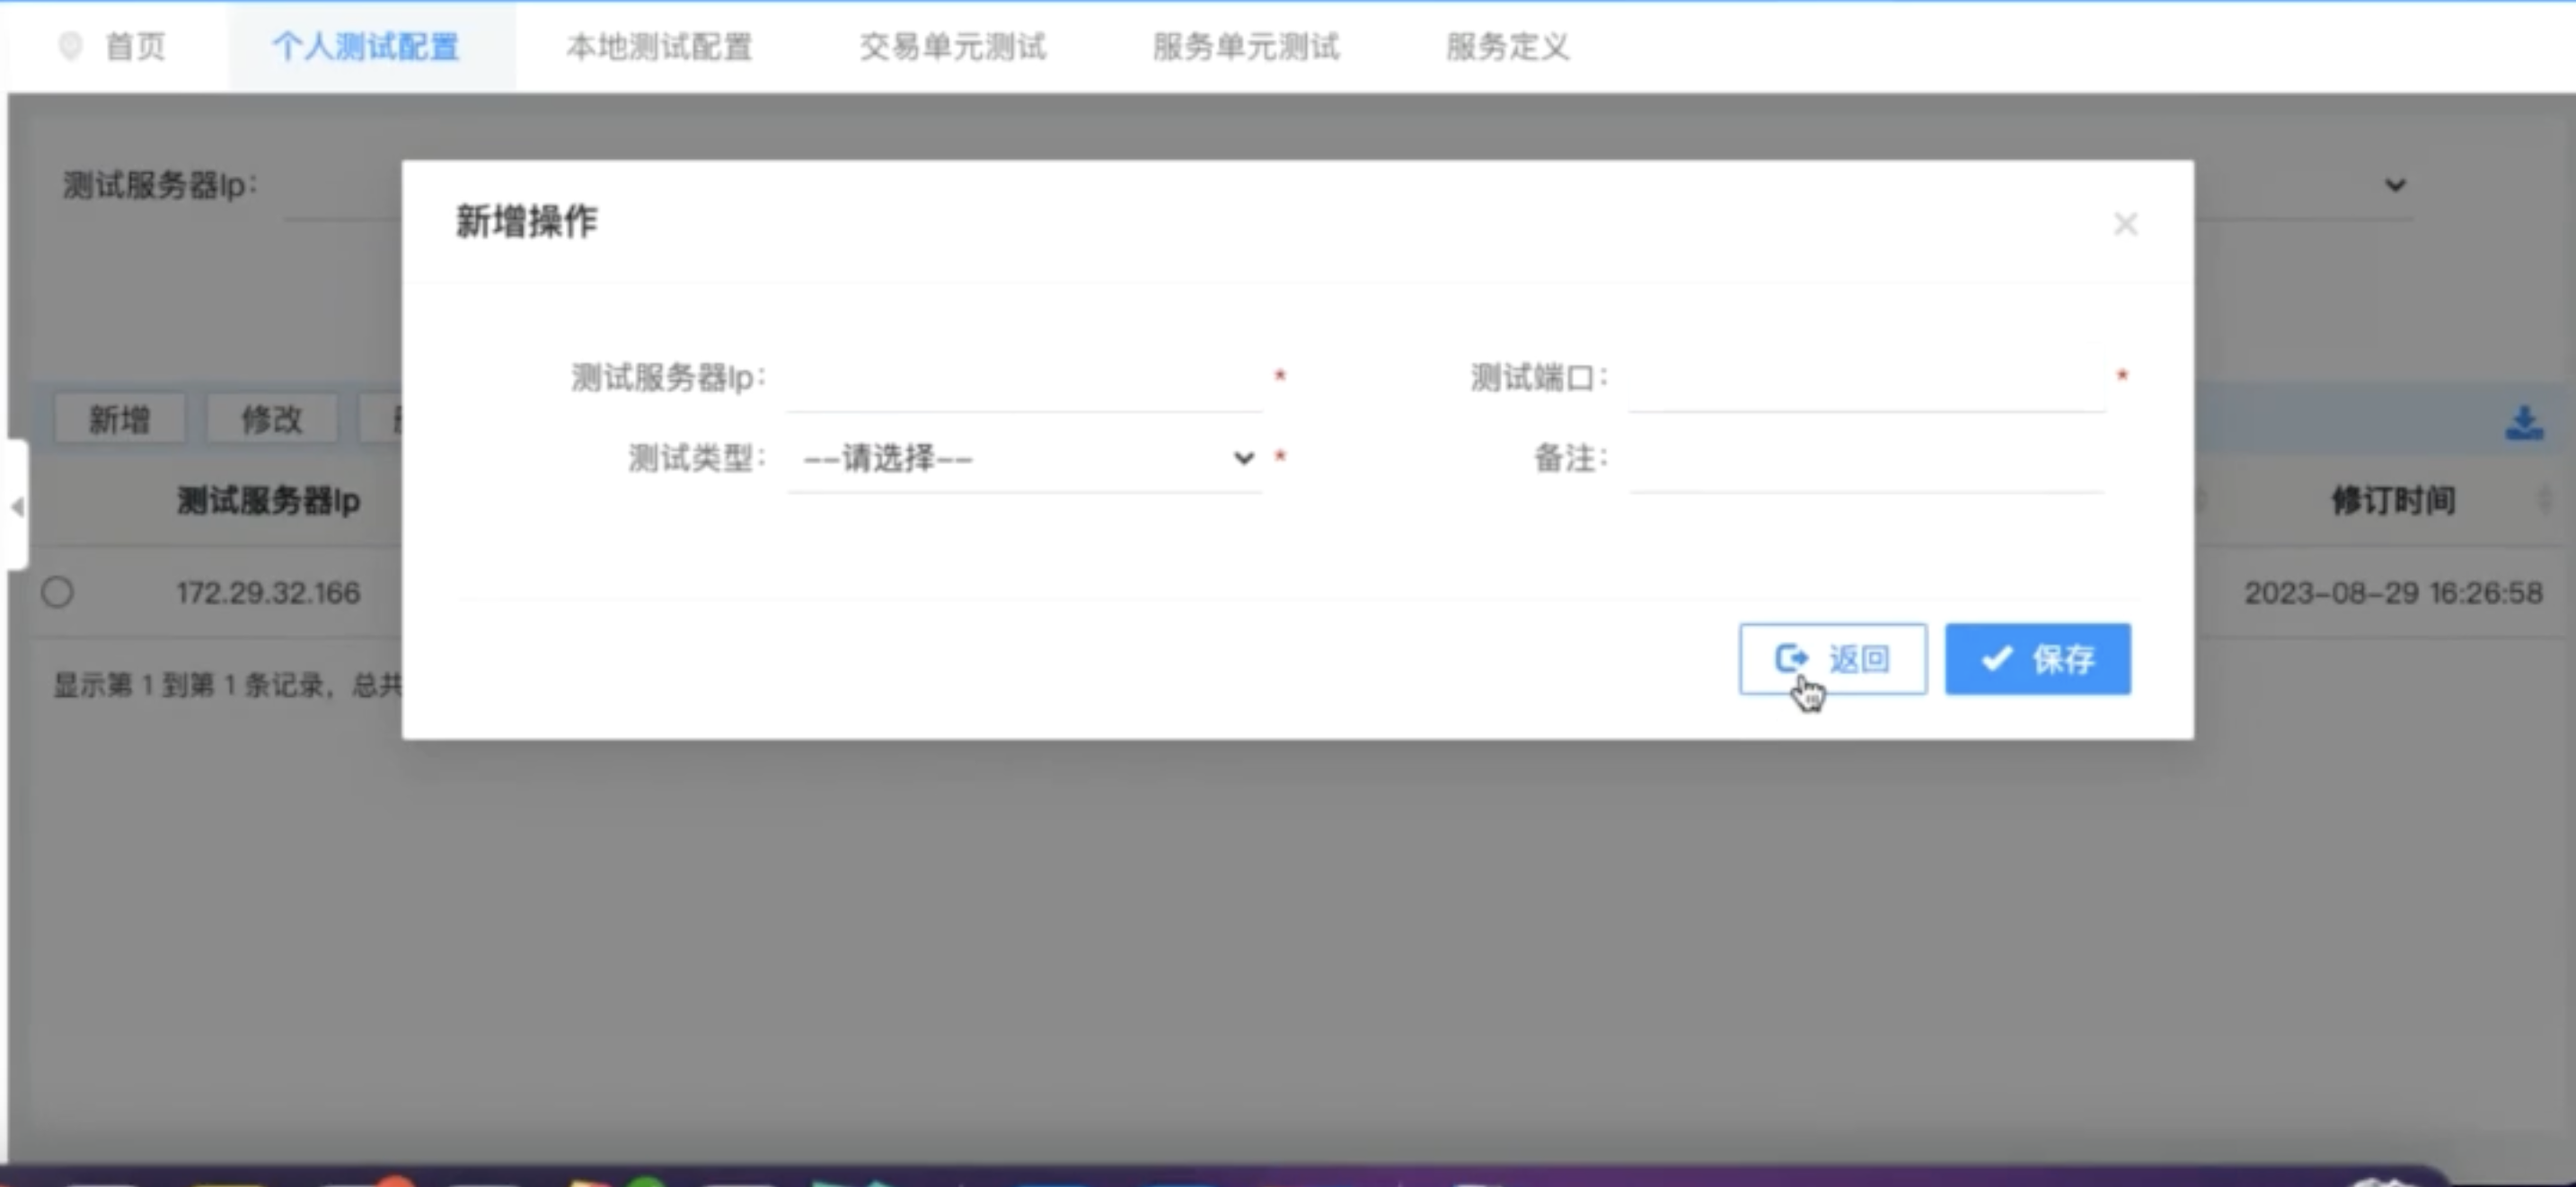 首页 个人测试配置 本地测试配置 交易单元测试 服务单元测试 服务定义
测试服务器Ip:
新增操作
测试服务器Ip: * 测试端口: *
测试类型: --请选择-- * 备注:
新增 修改
测试服务器Ip 修订时间
172.29.32.166 2023-08-29 16:26:58
返回 保存
显示第 1 到第 1 条记录，总共